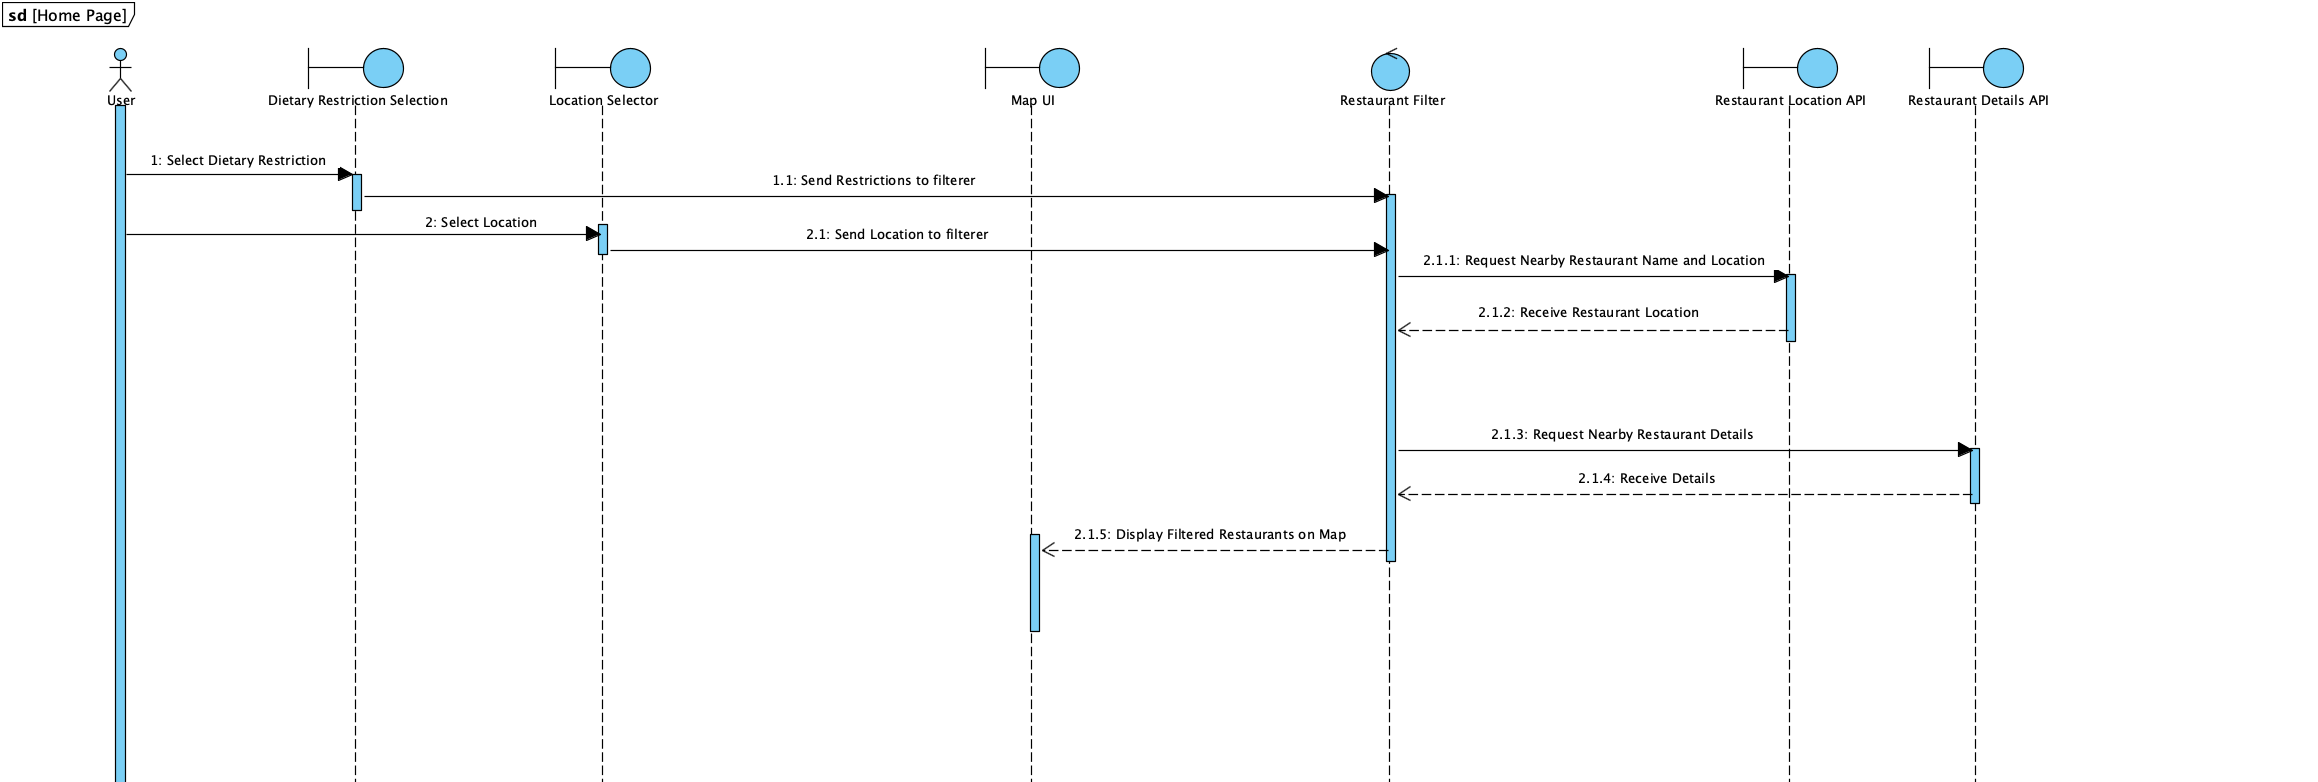 sd [Home Page]
User
Dietary Restriction Selection
Location Selector
Map UI
Restaurant Filter
Restaurant Location API
Restaurant Details API
1: Select Dietary Restriction
1.1: Send Restrictions to filterer
2: Select Location
2.1: Send Location to filterer
2.1.1: Request Nearby Restaurant Name and Location
2.1.2: Receive Restaurant Location
2.1.3: Request Nearby Restaurant Details
2.1.4: Receive Details
2.1.5: Display Filtered Restaurants on Map